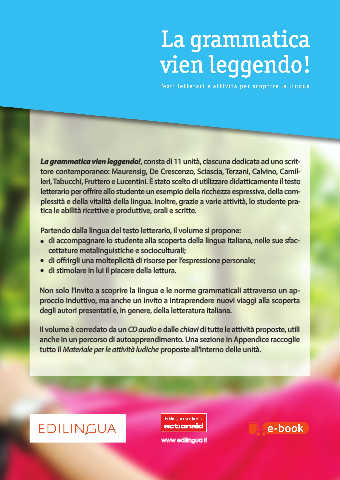 La grammatica
vien leggendo!
Testi letterari e attività per scoprire la lingua
La grammatica vien leggendo!, consta di 11 unità, ciascuna dedicata ad uno scrit-
tore contemporaneo: Maurensig, De Crescenzo, Sciascia, Terzani, Calvino, Camil-
leri, Tabucchi, Fruttero e Lucentini. È stato scelto di utilizzare didatticamente il testo
letterario per offrire allo studente un esempio della ricchezza espressiva, della com-
plessità e della vitalità della lingua. Inoltre, grazie a varie attività, lo studente pra-
tica le abilità ricettive e produttive, orali e scritte.
Partendo dalla lingua del testo letterario, il volume si propone:
• di accompagnare lo studente alla scoperta della lingua italiana, nelle sue sfac-
cettature metalinguistiche e socioculturali;
• di offrirgli una molteplicità di risorse per l'espressione personale;
• di stimolare in lui il piacere della lettura.
Non solo l'invito a scoprire la lingua e le norme grammaticali attraverso un ap-
proccio induttivo, ma anche un invito a intraprendere nuovi viaggi alla scoperta
degli autori presentati e, in genere, della letteratura italiana.
Il volume è corredato da un CD audio e dalle chiavi di tutte le attività proposte, utili
anche in un percorso di autoapprendimento. Una sezione in Appendice raccoglie
tutto il Materiale per le attività ludiche proposte all'interno delle unità.
EDILINGUA
www.edilingua.it
e-book